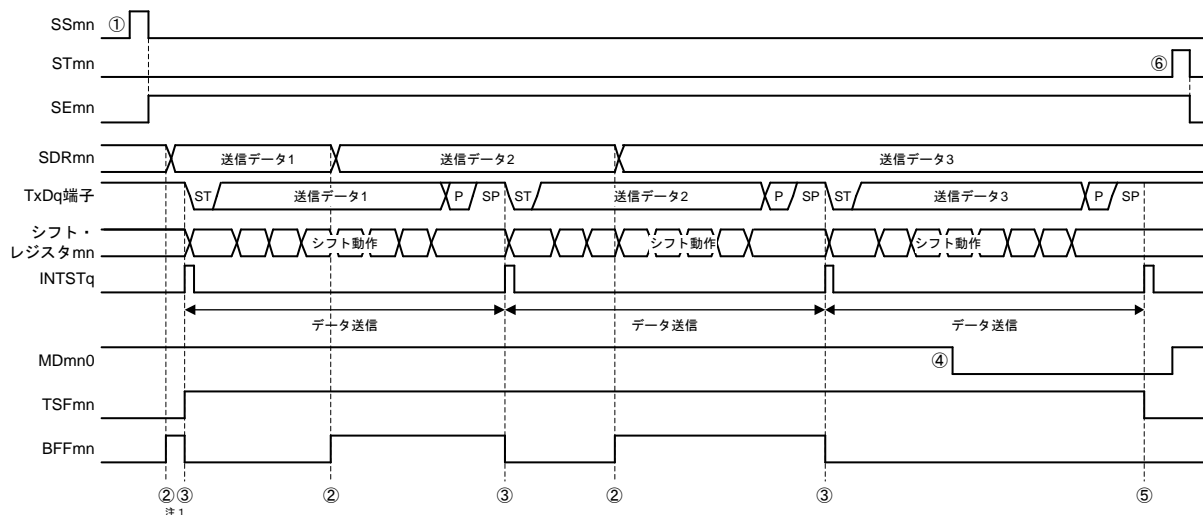 SSmn ①
STmn ⑥
SEmn
SDRmn 送信データ1 送信データ2 送信データ3
TxDq端子 ST 送信データ1 P SP ST 送信データ2 P SP ST 送信データ3 P SP
シフト・
レジスタmn シフト動作 シフト動作 シフト動作
INTSTq
データ送信 データ送信 データ送信
MDmn0 ④
TSFmn
BFFmn
②③ ② ③ ② ③ ⑤
注1